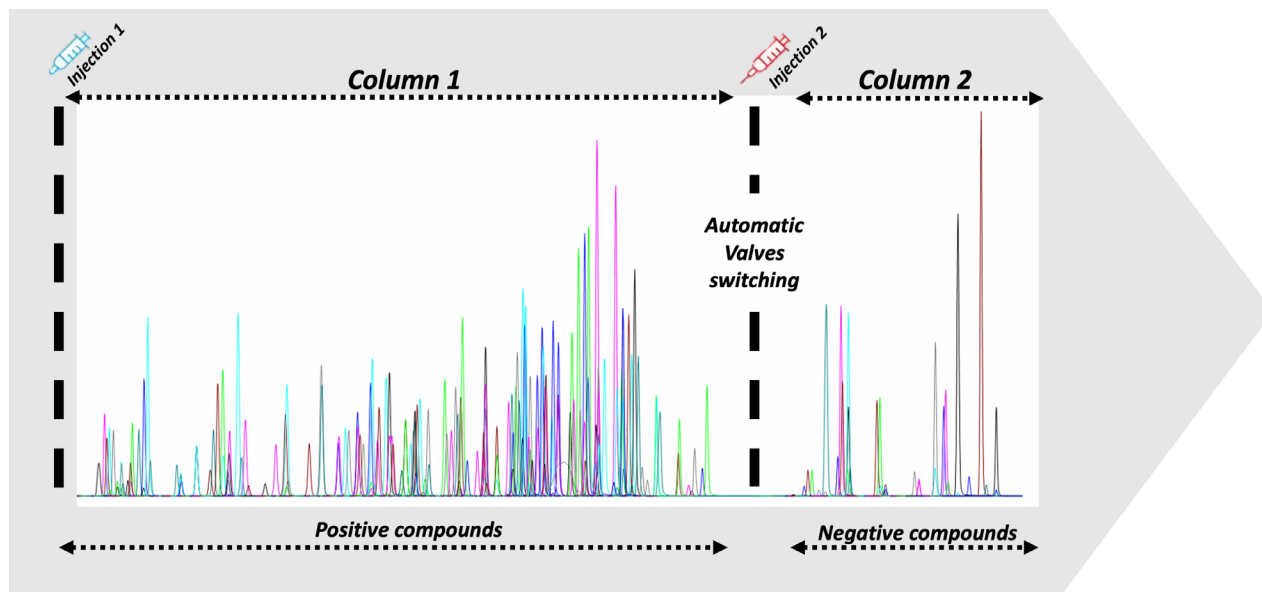 Injection 1
Injection 2
Column 1
Column 2
Automatic
Valves
switching
Positive compounds
Negative compounds